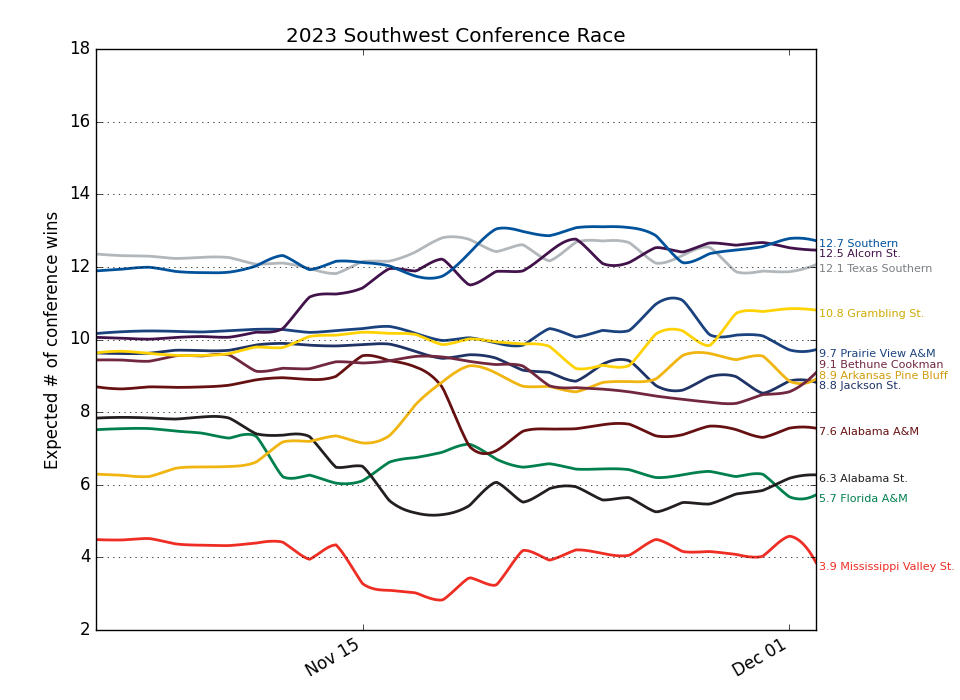 2023 Southwest Conference Race
Expected # of conference wins
18
16
14
12
10
8
6
4
2
Nov 15
Dec 01
12.7 Southern
12.5 Alcorn St.
12.1 Texas Southern
10.8 Grambling St.
9.7 Prairie View A&M
9.1 Bethune Cookman
8.9 Arkansas Pine Bluff
8.8 Jackson St.
7.6 Alabama A&M
6.3 Alabama St.
5.7 Florida A&M
3.9 Mississippi Valley St.